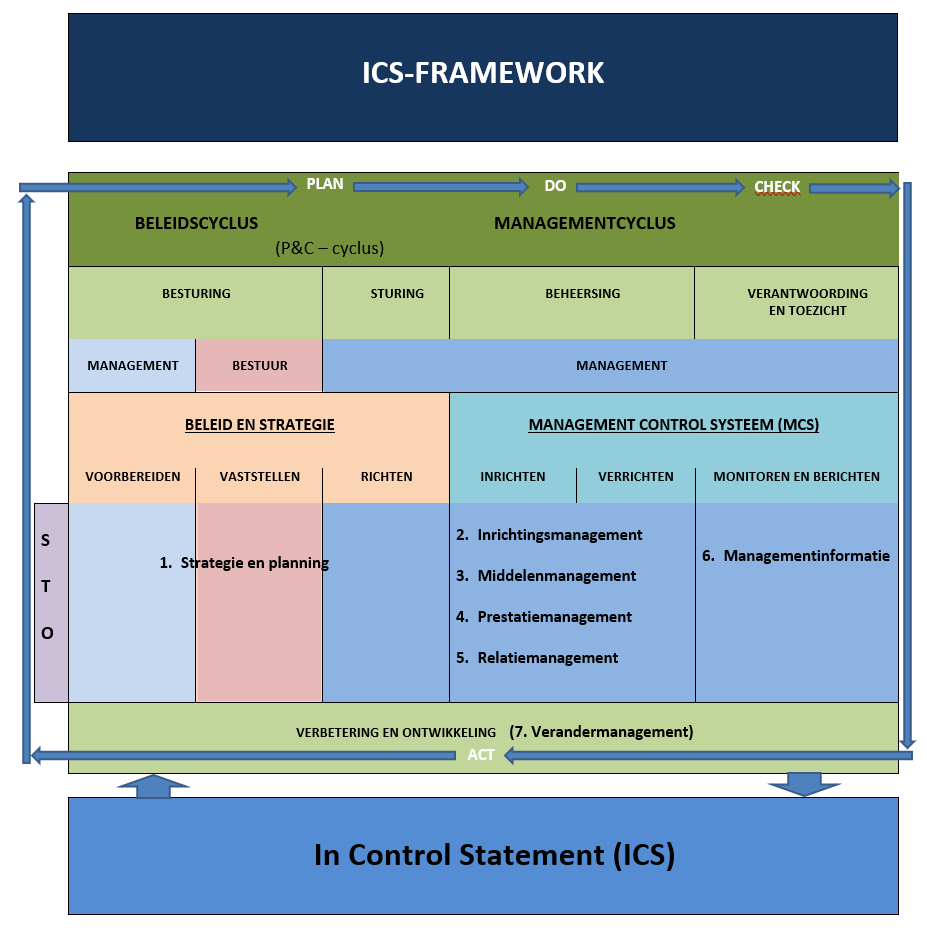 ICS-FRAMEWORK
PLAN DO CHECK
BELEIDSCYCLUS MANAGEMENTCYCLUS
(P&C – cyclus)
BESTURING STURING BEHEERSING VERANTWOORDING
EN TOEZICHT
MANAGEMENT BESTUUR MANAGEMENT
BELEID EN STRATEGIE MANAGEMENT CONTROL SYSTEEM (MCS)
VOORBEREIDEN VASTSTELLEN RICHTEN INRICHTEN VERRICHTEN MONITOREN EN BERICHTEN
S
T
O
1. Strategie en planning
2. Inrichtingsmanagement
3. Middelenmanagement
4. Prestatiemanagement
5. Relatiemanagement
6. Managementinformatie
VERBETERING EN ONTWIKKELING (7. Verandermanagement)
ACT
In Control Statement (ICS)